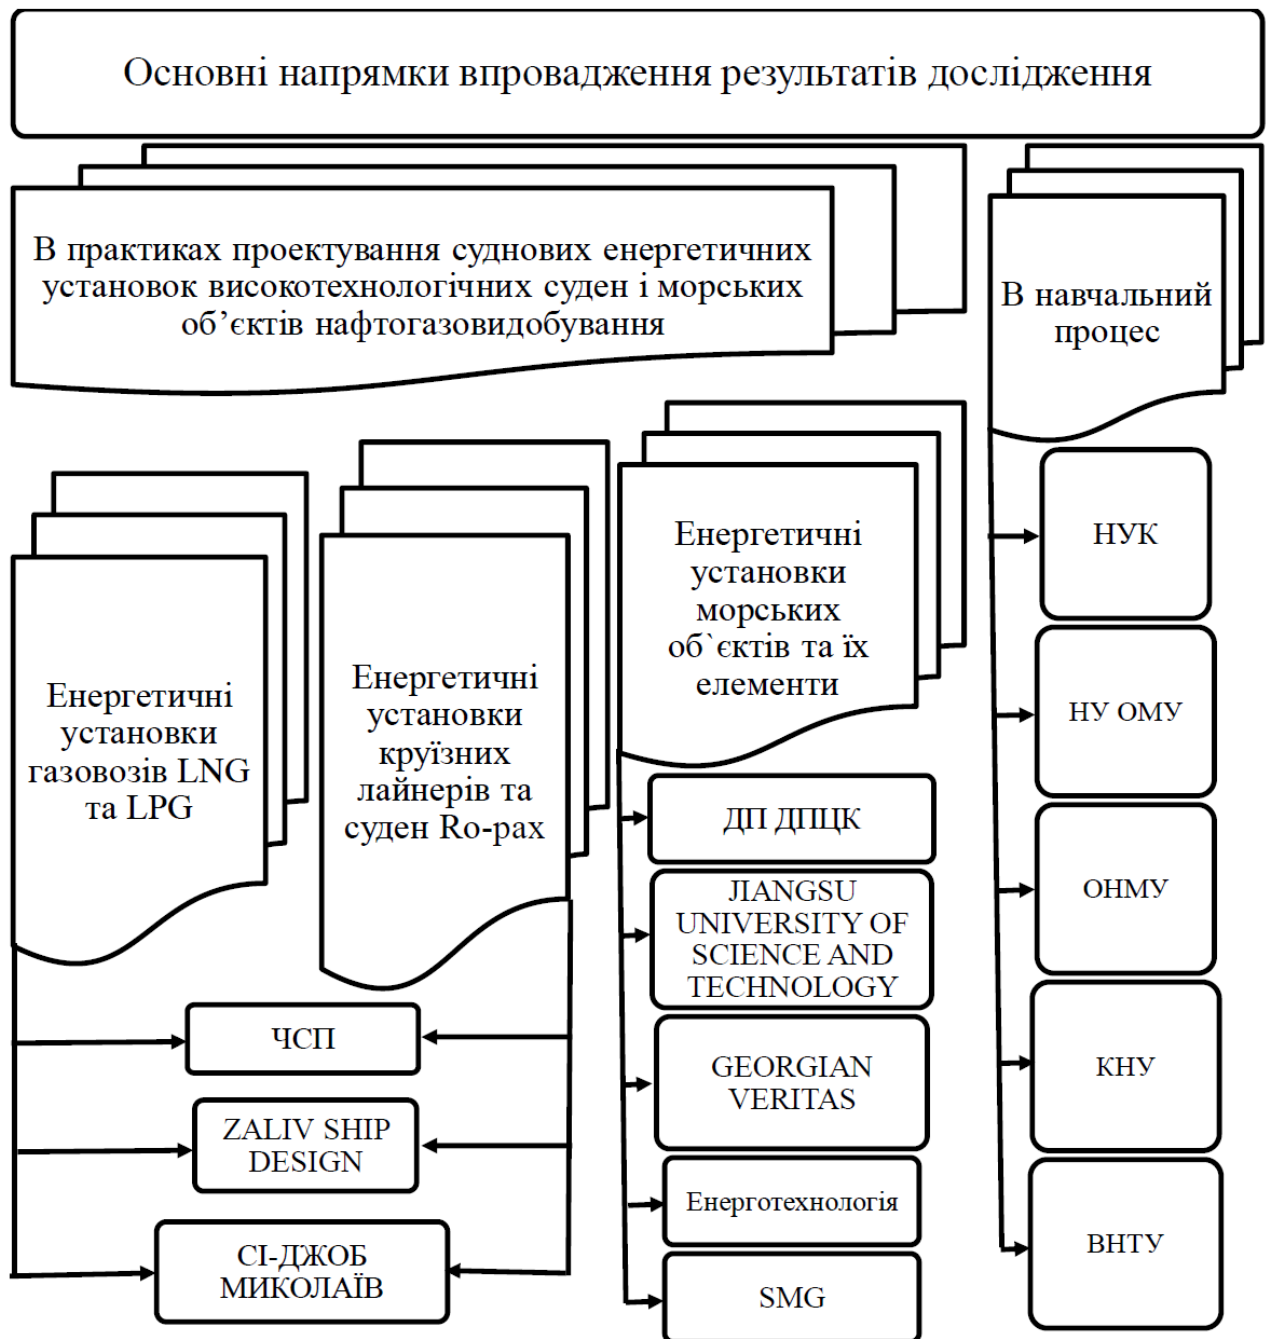 Основні напрямки впровадження результатів дослідження
В практиках проектування суднових енергетичних
установок високотехнологічних суден і морських
об’єктів нафтогазовидобування
В навчальний
процес
Енергетичні
установки
газовозів LNG
та LPG
Енергетичні
установки
круїзних
лайнерів та
суден Ro-pax
Енергетичні
установки
морських
об`єктів та їх
елементи
ЧСП
ZALIV SHIP
DESIGN
СІ-ДЖОБ
МИКОЛАЇВ
ДП ДПЦК
JIANGSU
UNIVERSITY OF
SCIENCE AND
TECHNOLOGY
GEORGIAN
VERITAS
Енерготехнологія
SMG
НУК
НУ ОМУ
ОНМУ
КНУ
ВНТУ